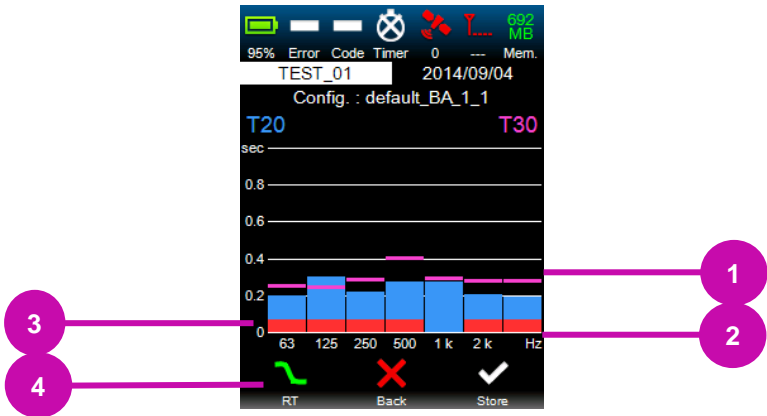 692
MB
95% Error Code Timer 0 --- Mem.
TEST_01 2014/09/04
Config. : default_BA_1_1
T20 T30
sec
0.8
0.6
0.4
0.2
0
63 125 250 500 1 k 2 k Hz
RT Back Store
1
2
3
4